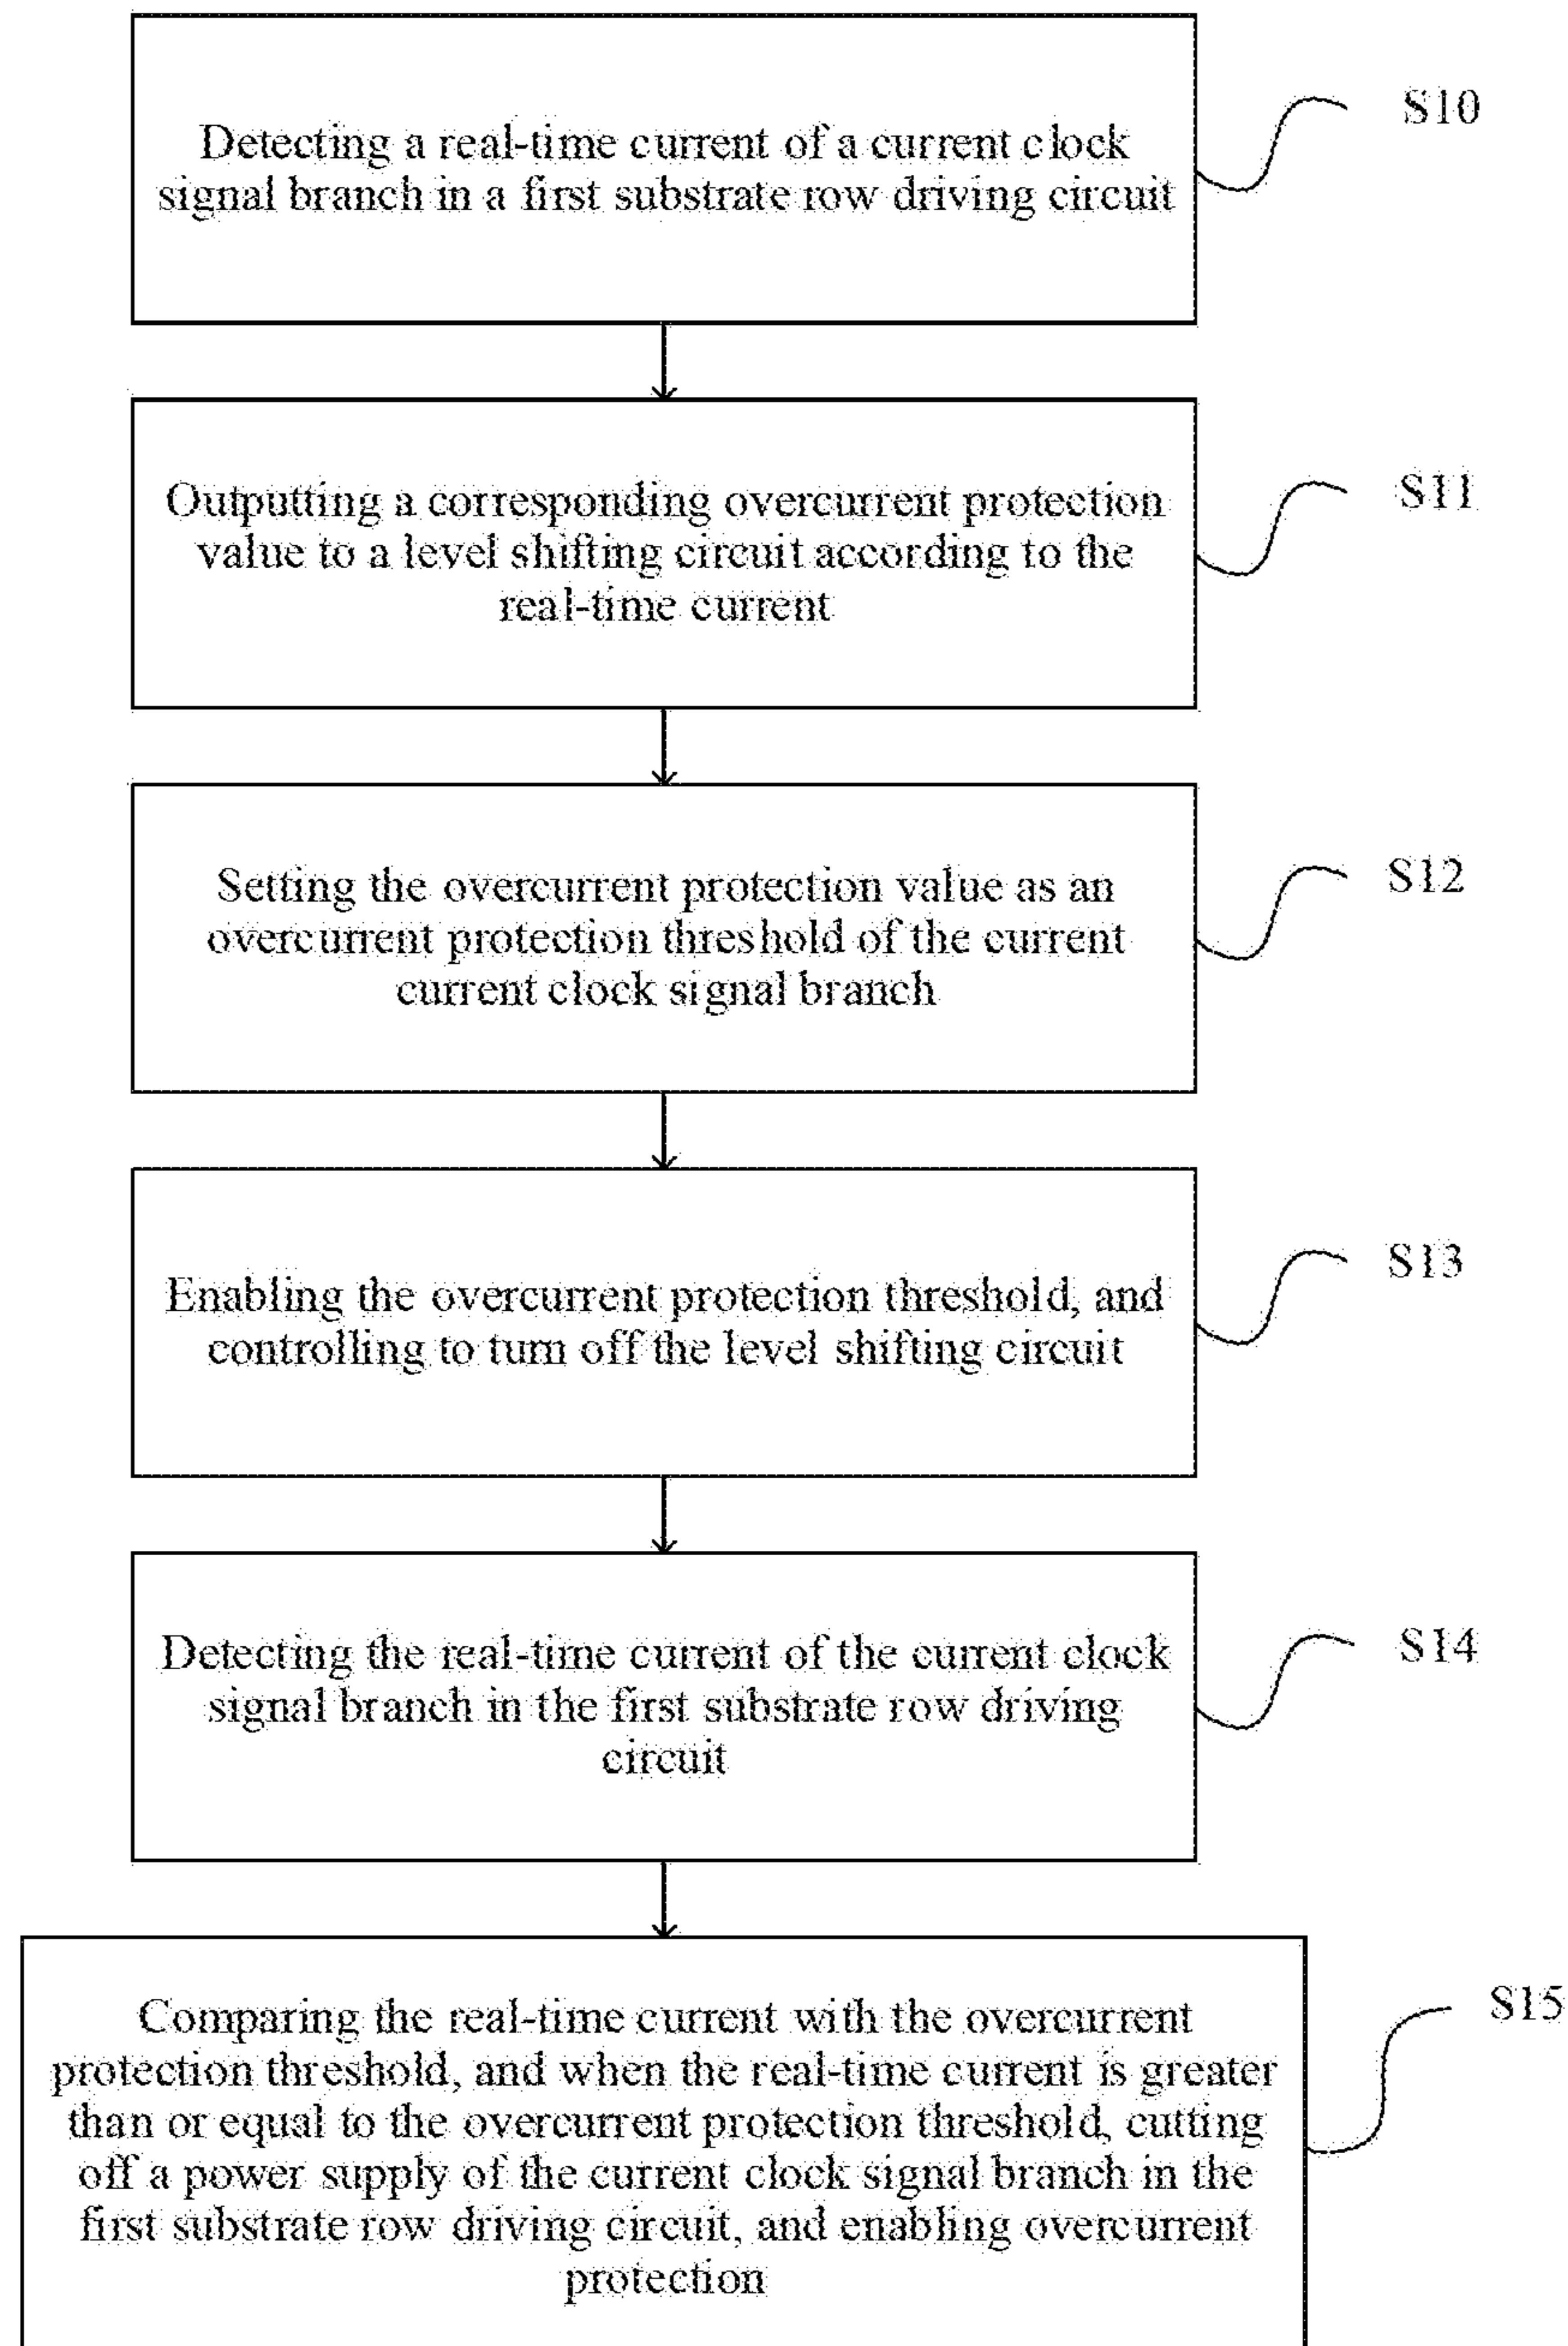 Detecting a real-time current of a current clock
signal branch in a first substrate row driving circuit
S10
Outputting a corresponding overcurrent protection
value to a level shifting circuit according to the
real-time current
S11
Setting the overcurrent protection value as an
overcurrent protection threshold of the current
current clock signal branch
S12
Enabling the overcurrent protection threshold, and
controlling to turn off the level shifting circuit
S13
Detecting the real-time current of the current clock
signal branch in the first substrate row driving
circuit
S14
Comparing the real-time current with the overcurrent
protection threshold, and when the real-time current is greater
than or equal to the overcurrent protection threshold, cutting
off a power supply of the current clock signal branch in the
first substrate row driving circuit, and enabling overcurrent
protection
S15